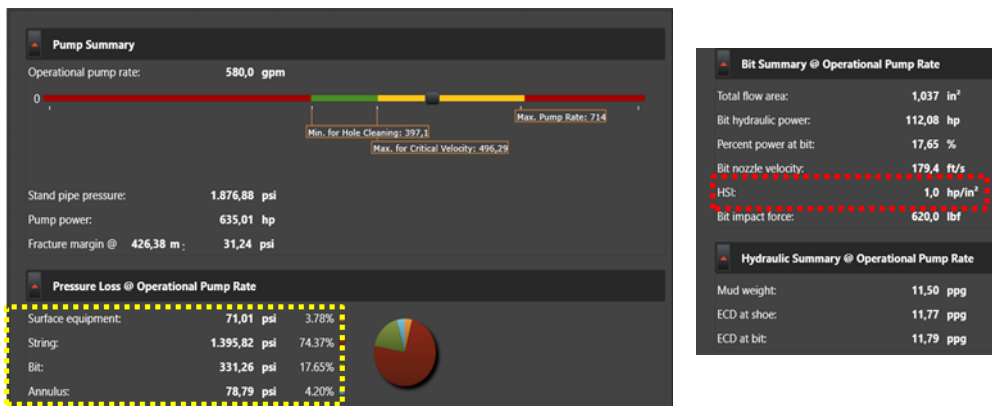 Pump Summary
Operational pump rate: 580,0 gpm
0
Max. Pump Rate: 714
Min. for Hole Cleaning: 397,1
Max. for Critical Velocity: 496,29
Stand pipe pressure: 1.876,88 psi
Pump power: 635,01 hp
Fracture margin @ 426,38 m : 31,24 psi
Pressure Loss @ Operational Pump Rate
Surface equipment: 71,01 psi 3.78%
String: 1.395,82 psi 74.37%
Bit: 331,26 psi 17.65%
Annulus: 78,79 psi 4.20%
Bit Summary @ Operational Pump Rate
Total flow area: 1,037 in²
Bit hydraulic power: 112,08 hp
Percent power at bit: 17,65 %
Bit nozzle velocity: 179,4 ft/s
HSI: 1,0 hp/in²
Bit impact force: 620,0 lbf
Hydraulic Summary @ Operational Pump Rate
Mud weight: 11,50 ppg
ECD at shoe: 11,77 ppg
ECD at bit: 11,79 ppg